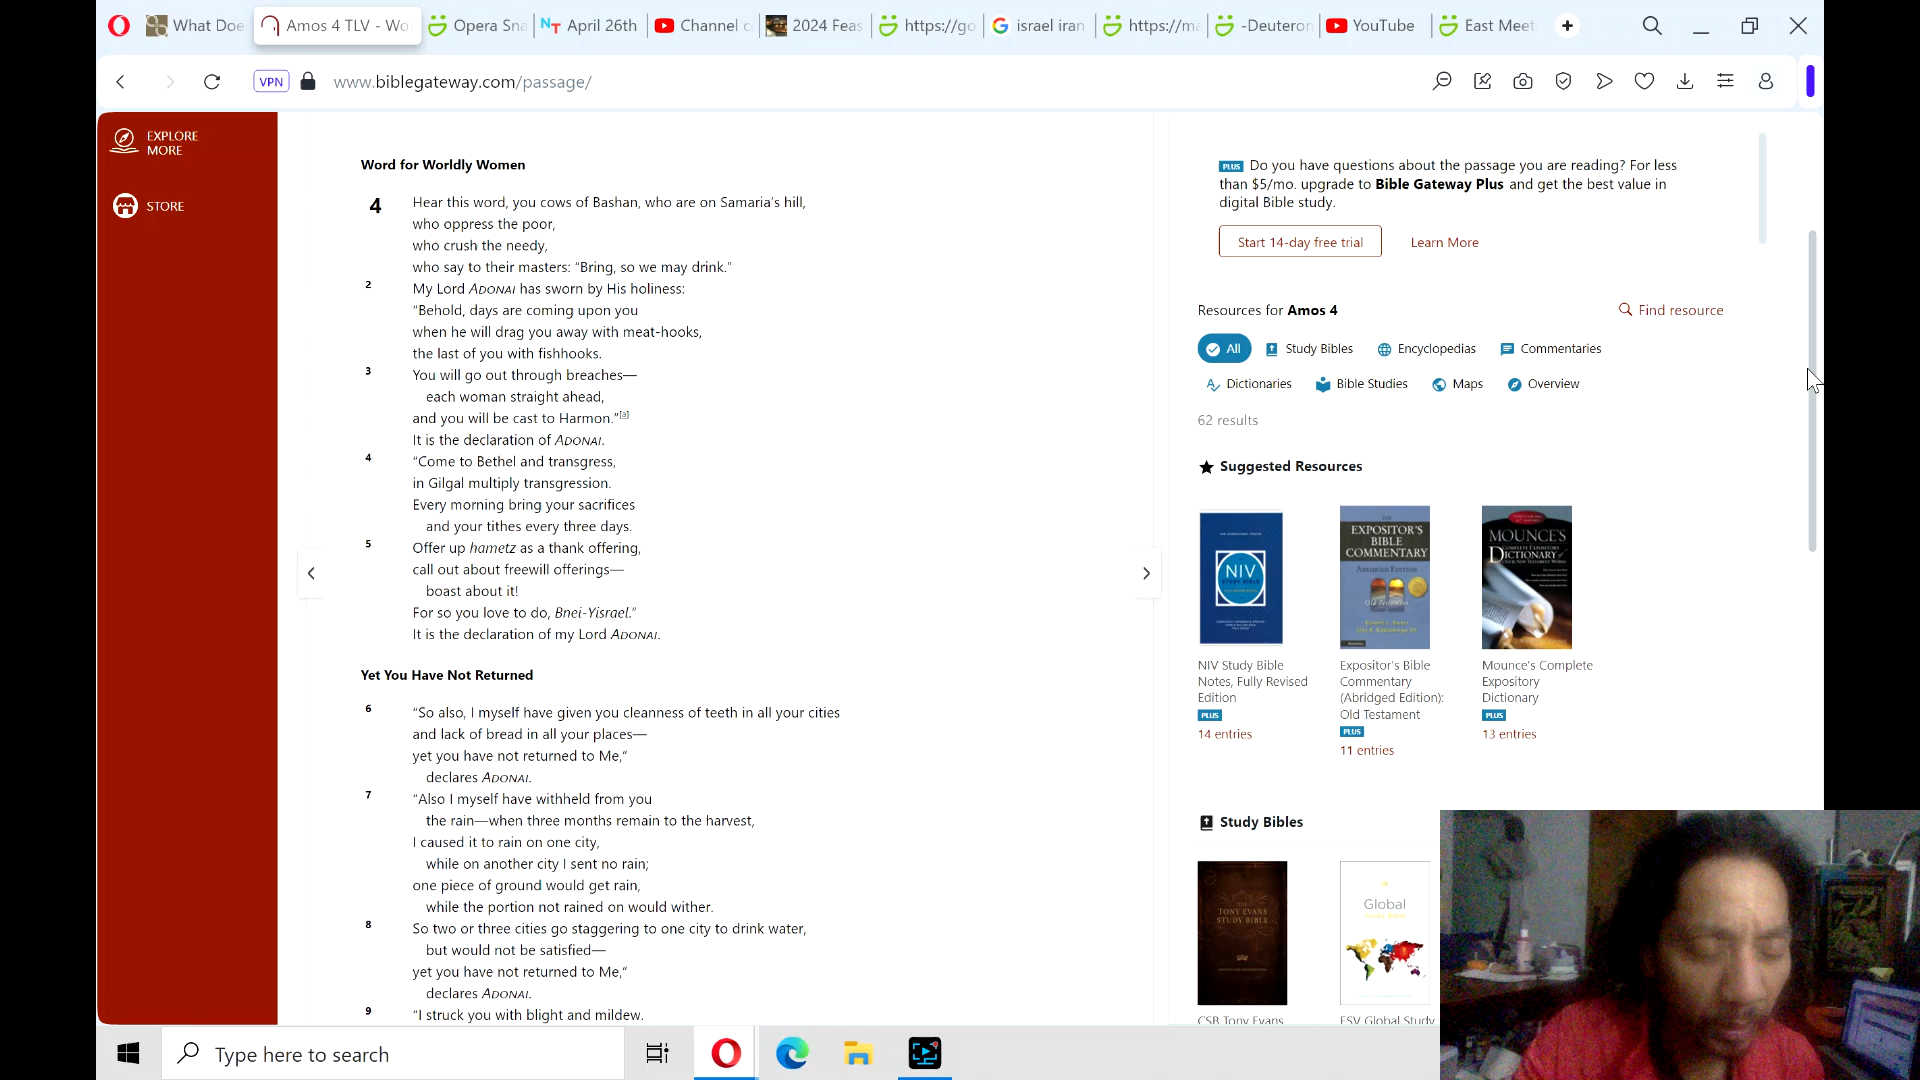 What Doe
Amos 4 TLV - Wo
Opera Sna
April 26th
Channel c
2024 Feas
https://go
israel iran
https://ma
-Deuteron
YouTube
East Meet
VPN
www.biblegateway.com/passage/
EXPLORE
MORE
STORE
Word for Worldly Women
4 Hear this word, you cows of Bashan, who are on Samaria's hill,
who oppress the poor,
who crush the needy,
who say to their masters: "Bring, so we may drink."
2 My Lord ADONAI has sworn by His holiness:
"Behold, days are coming upon you
when he will drag you away with meat-hooks,
the last of you with fishhooks.
3 You will go out through breaches—
each woman straight ahead,
and you will be cast to Harmon."[a]
It is the declaration of ADONAI.
4 "Come to Bethel and transgress,
in Gilgal multiply transgression.
Every morning bring your sacrifices
and your tithes every three days.
5 Offer up hametz as a thank offering,
call out about freewill offerings—
boast about it!
For so you love to do, Bnei-Yisrael."
It is the declaration of my Lord ADONAI.
Yet You Have Not Returned
6 "So also, I myself have given you cleanness of teeth in all your cities
and lack of bread in all your places—
yet you have not returned to Me,"
declares ADONAI.
7 "Also I myself have withheld from you
the rain—when three months remain to the harvest,
I caused it to rain on one city,
while on another city I sent no rain;
one piece of ground would get rain,
while the portion not rained on would wither.
8 So two or three cities go staggering to one city to drink water,
but would not be satisfied—
yet you have not returned to Me,"
declares ADONAI.
9 "I struck you with blight and mildew.
PLUS Do you have questions about the passage you are reading? For less
than $5/mo. upgrade to Bible Gateway Plus and get the best value in
digital Bible study.
Start 14-day free trial
Learn More
Resources for Amos 4
Find resource
All
Study Bibles
Encyclopedias
Commentaries
Dictionaries
Bible Studies
Maps
Overview
62 results
Suggested Resources
NIV
EXPOSITOR'S
BIBLE
COMMENTARY
ABRIDGED EDITION
Old Testament
MOUNCE'S
COMPLETE EXPOSITORY
DICTIONARY
NIV Study Bible
Notes, Fully Revised
Edition
PLUS
14 entries
Expositor's Bible
Commentary
(Abridged Edition):
Old Testament
PLUS
11 entries
Mounce's Complete
Expository
Dictionary
PLUS
13 entries
Study Bibles
THE
TONY EVANS
STUDY BIBLE
Global
Study Bible
CSB Tony Evans
ESV Global Study
Type here to search